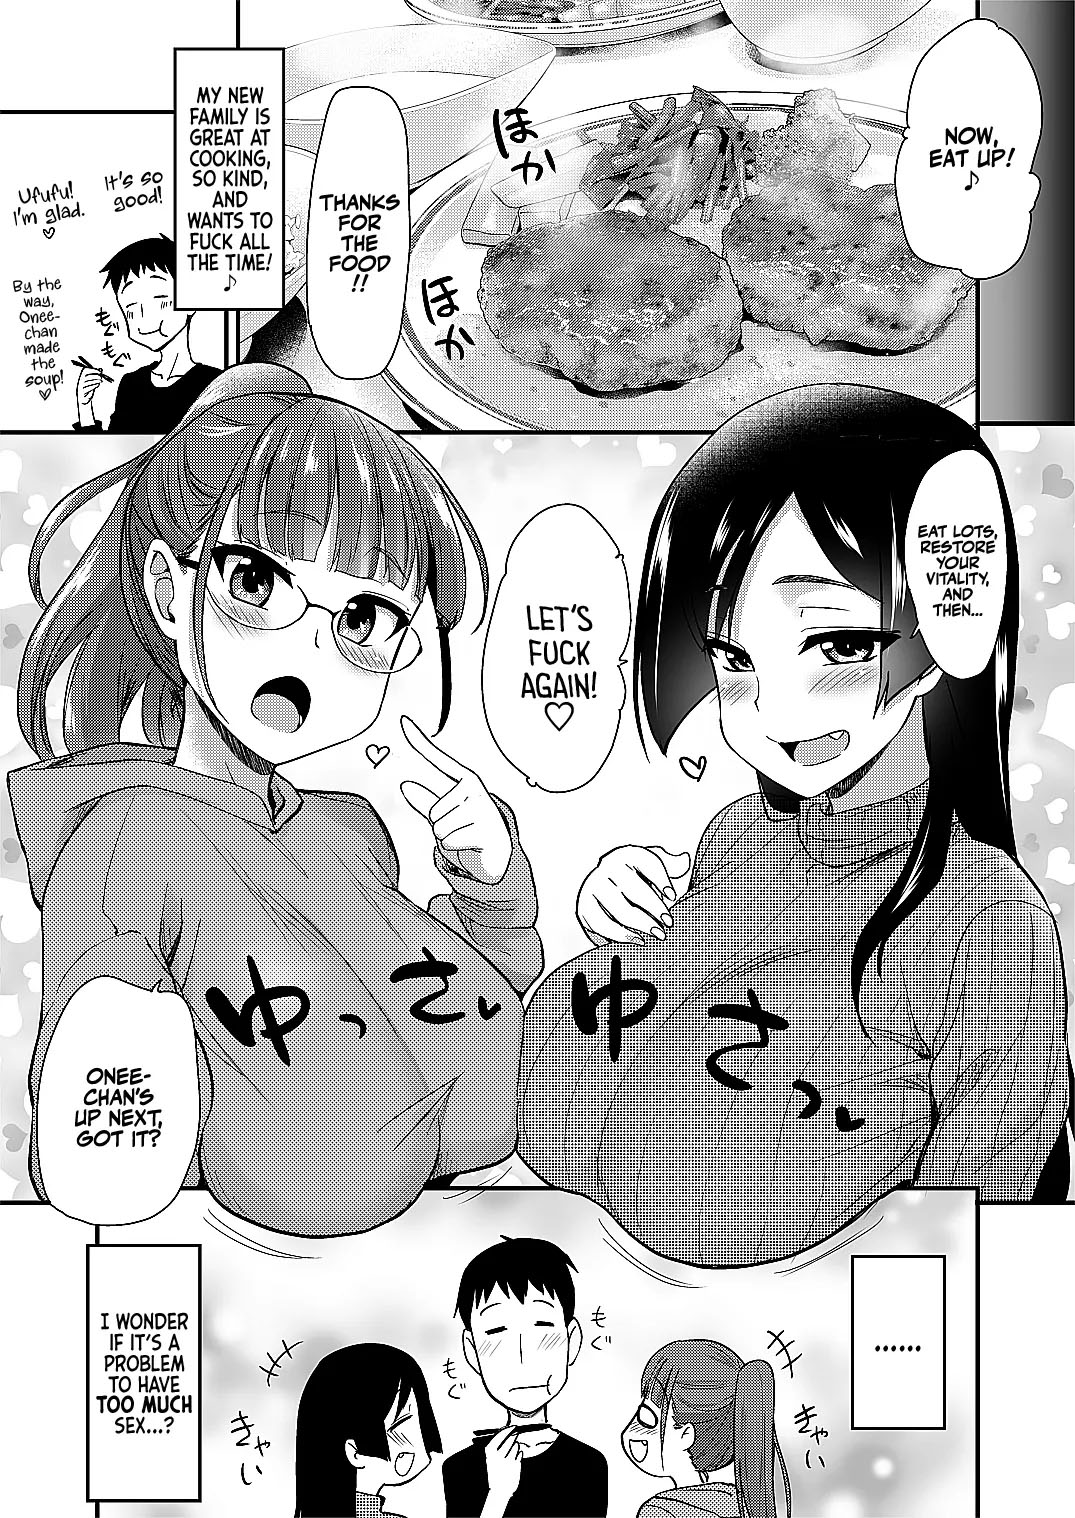 NOW,
EAT UP!
♪
ほか
ほか
THANKS
FOR
THE
FOOD
!!
MY NEW
FAMILY IS
GREAT AT
COOKING,
SO KIND,
AND
WANTS TO
FUCK ALL
THE TIME!
♪
It's so
good!
Ufufu!
I'm glad.
♡
By the
way,
Onee-
chan
made
the
soup!
♡
もぐ
もぐ
EAT LOTS,
RESTORE
YOUR
VITALITY,
AND
THEN...
LET'S
FUCK
AGAIN!
♡
ゆさっ
ゆっさ
ONEE-
CHAN'S
UP NEXT,
GOT IT?
......
もぐ
もぐ
きゃい
きゃい
I WONDER
IF IT'S A
PROBLEM
TO HAVE
TOO MUCH
SEX...?